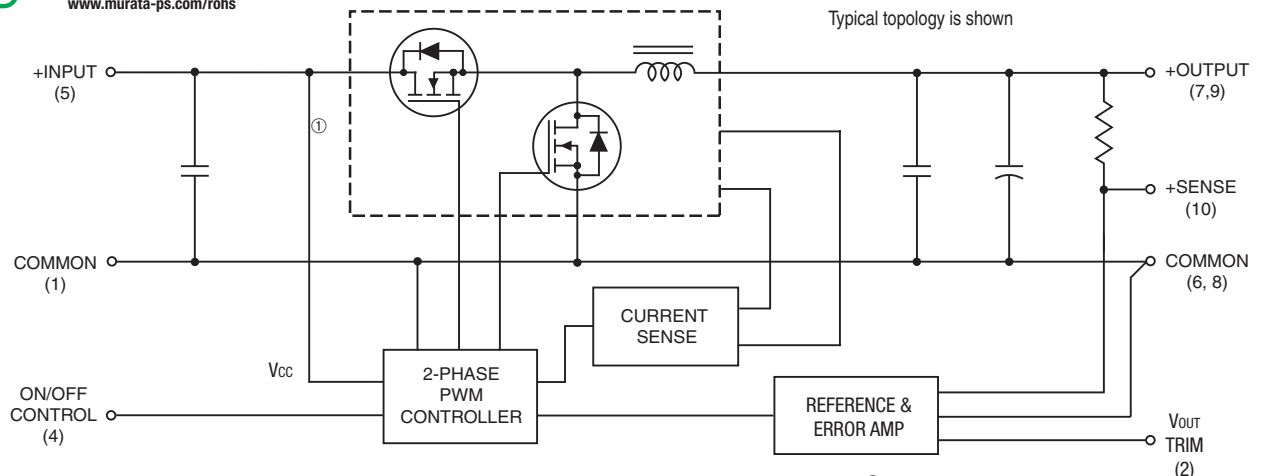 www.murata-ps.com/rohs
Typical topology is shown
+INPUT
(5)
+OUTPUT
(7,9)
①
+SENSE
(10)
COMMON
(1)
COMMON
(6, 8)
CURRENT
SENSE
VCC
2-PHASE
PWM
CONTROLLER
ON/OFF
CONTROL
(4)
REFERENCE &
ERROR AMP
VOUT
TRIM
(2)